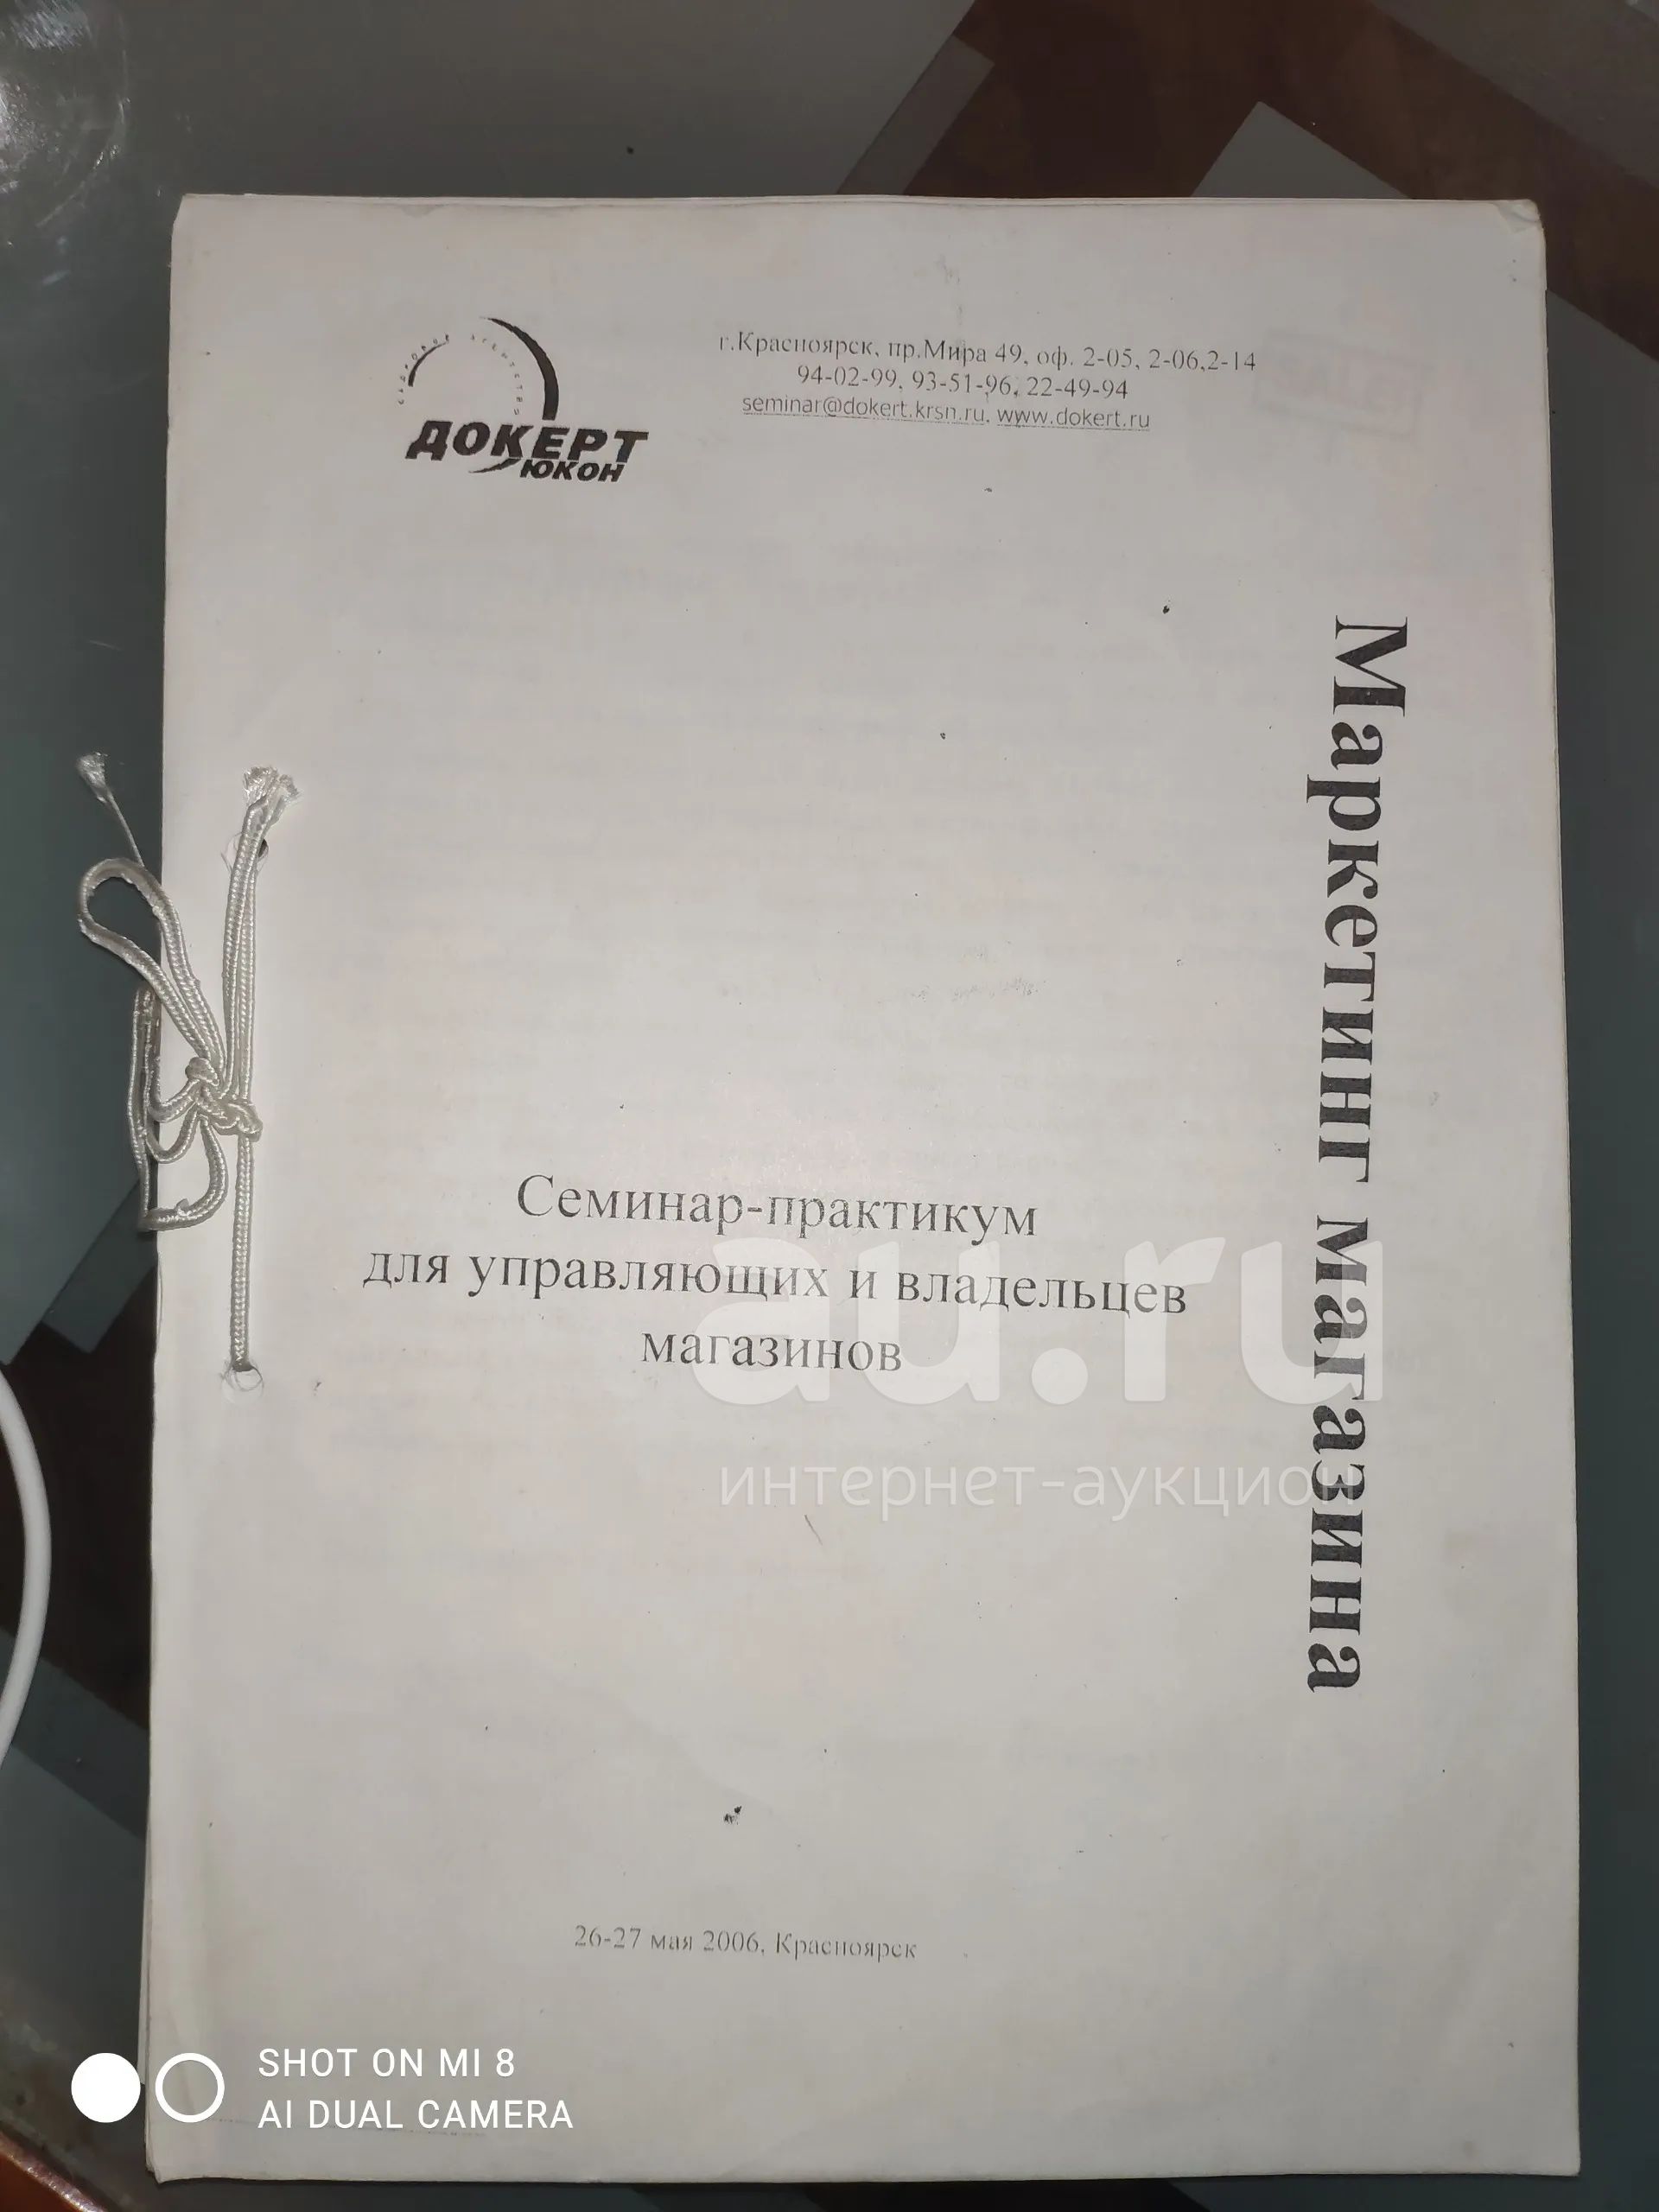 КАДРОВОЕ АГЕНТСТВО
ДОКЕРТ
ЮКОН
г.Красноярск, пр.Мира 49, оф. 2-05, 2-06,2-14
94-02-99, 93-51-96, 22-49-94
seminar@dokert.krsn.ru, www.dokert.ru
Маркетинг магазина
Семинар-практикум
для управляющих и владельцев
магазинов
au.ru
интернет-аукцион
26-27 мая 2006, Красноярск
SHOT ON MI 8
AI DUAL CAMERA